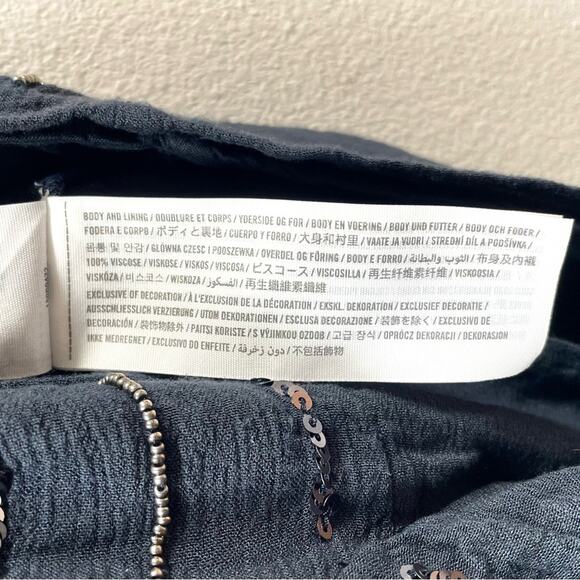 BODY AND LINING / DOUBLURE ET CORPS / YDERSIDE OG FOR / BODY EN VOERING / BODY UND FUTTER / BODY OCH FODER /
FODERA E CORPO / ボディと裏地 / CUERPO Y FORRO / 大身和衬里 / VAATE JA VUORI / STREDNÍ DÍL A PODŠÍVKA /
몸통 및 안감 / GŁÓWNA CZĘŚĆ I PODSZEWKA / OVERDEL OG FÔRING / BODY E FORRO / الثوب والبطانة / 布身及內襯
100% VISCOSE / VISKOSE / VISKOS / VISCOSA / ビスコース / VISCOSILLA / 再生纤维素纤维 / VISKOOSIA /
VISKÓZA / 비스코스 / WISKOZA / الفسكوز / 再生纖維素纖維
EXCLUSIVE OF DECORATION / À L'EXCLUSION DE LA DÉCORATION / EKSKL. DEKORATION / EXCLUSIEF DECORATIE /
AUSSCHLIESSLICH VERZIERUNG / UTOM DEKORATIONEN / ESCLUSA DECORAZIONE / 装飾を除く / EXCLUSIVO DE
DECORACIÓN / 装饰物除外 / PAITSI KORISTE / S VÝJIMKOU OZDOB / 고급 장식 / OPRÓCZ DEKORACJI / DEKORASJON
IKKE MEDREGNET / EXCLUSIVO DO ENFEITE / دون زخرفة / 不包括飾物